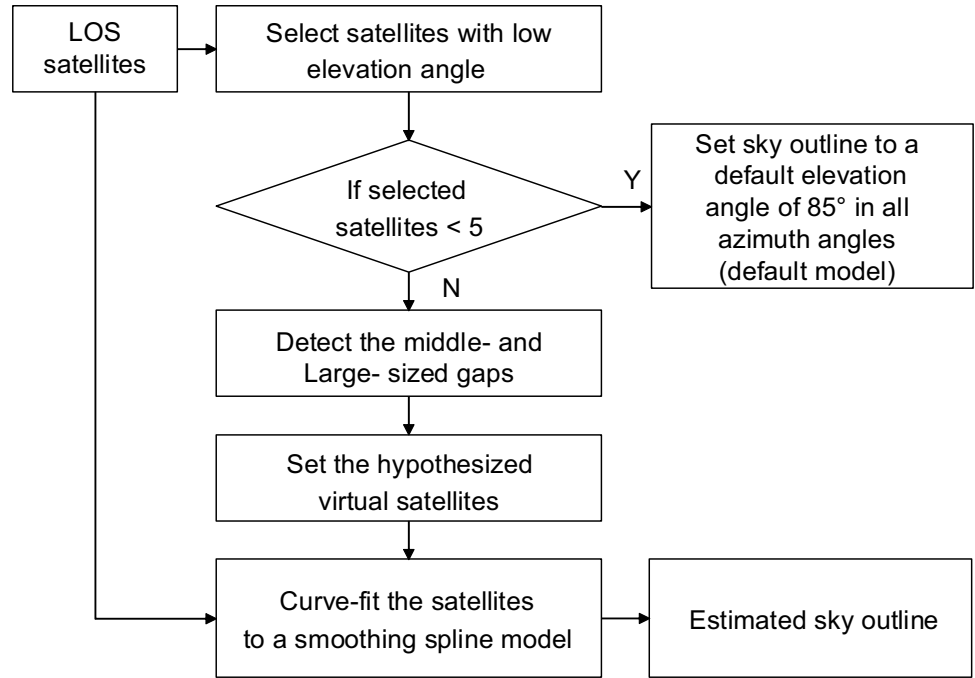 LOS
satellites
Select satellites with low
elevation angle
If selected
satellites < 5
Y
Set sky outline to a
default elevation
angle of 85° in all
azimuth angles
(default model)
N
Detect the middle- and
Large- sized gaps
Set the hypothesized
virtual satellites
Curve-fit the satellites
to a smoothing spline model
Estimated sky outline